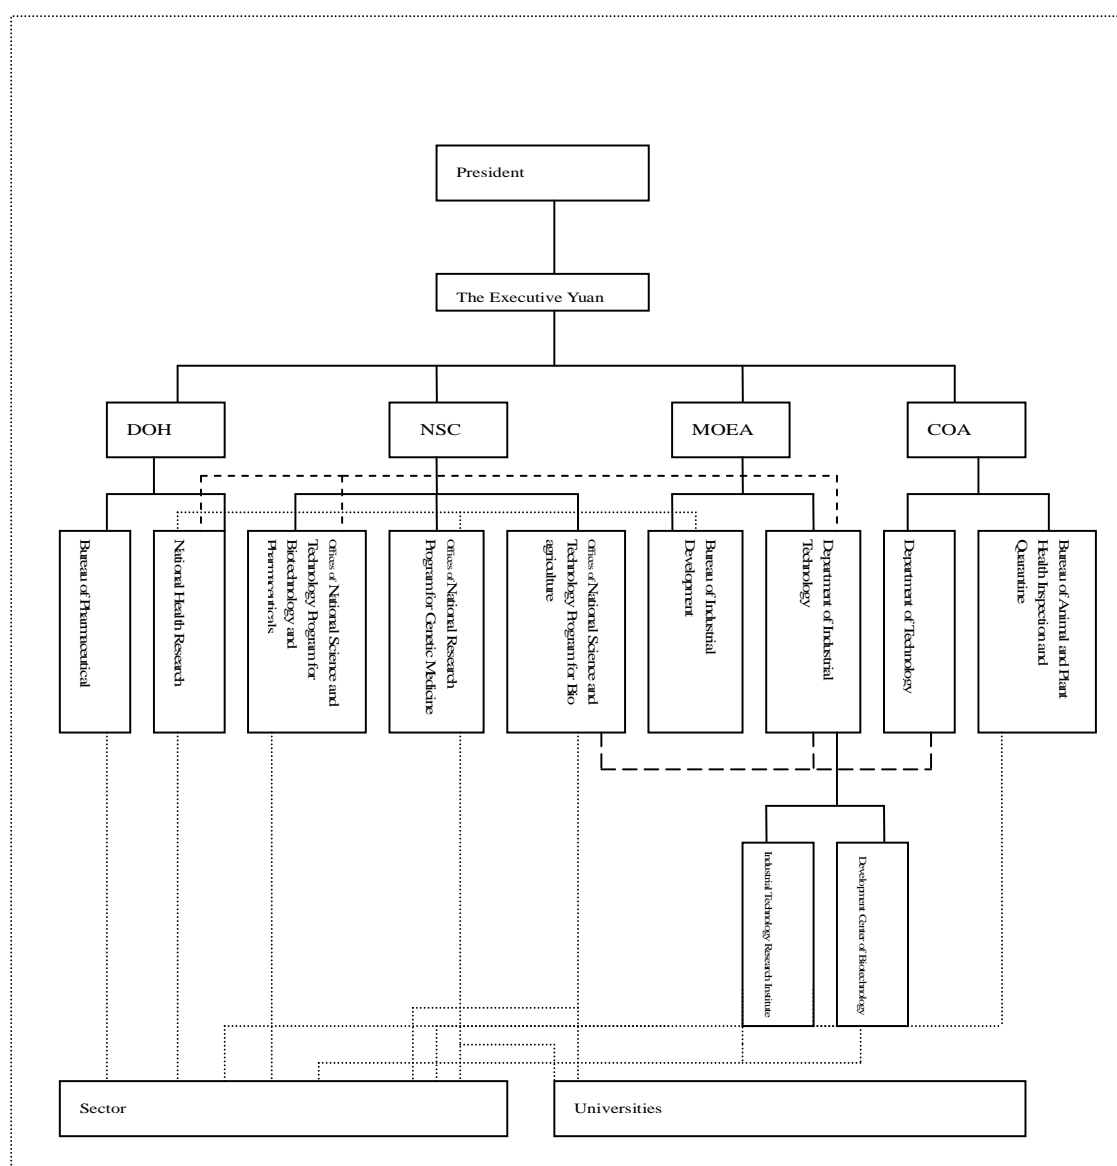 President
The Executive Yuan
DOH
NSC
MOEA
COA
Bureau of Pharmaceutical
National Health Research
Offices of National Science and
Technology Program for
Biotechnology and
Pharmaceuticals
Offices of National Research
Program for Genetic Medicine
Offices of National Science and
Technology Program for Bio
agriculture
Bureau of Industrial
Development
Department of Industrial
Technology
Department of Technology
Bureau of Animal and Plant
Health Inspection and
Quarantine
Industrial Technology Research Institute
Development Center of Biotechnology
Sector
Universities